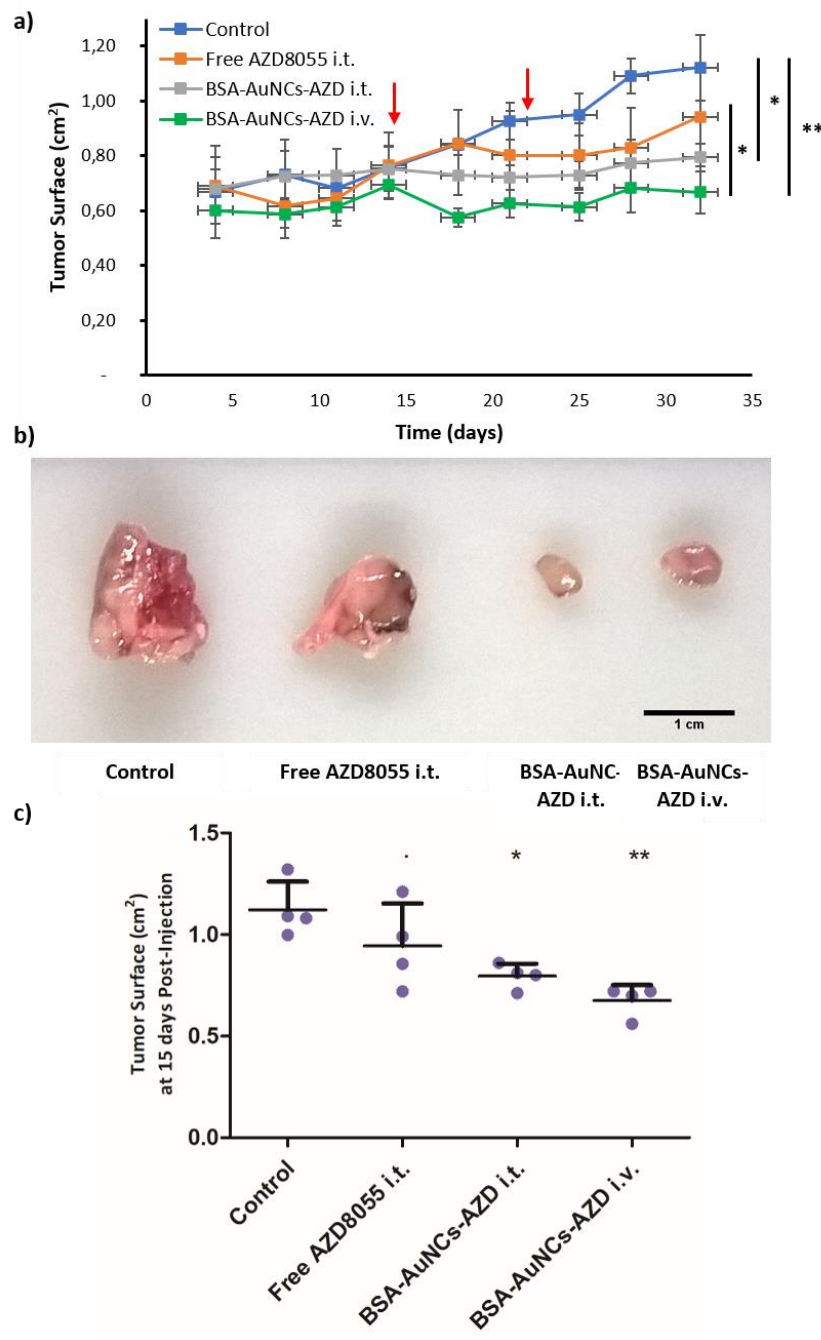 a)
Control
Free AZD8055 i.t.
BSA-AuNCs-AZD i.t.
BSA-AuNCs-AZD i.v.
Tumor Surface (cm²)
1,20
1,00
0,80
0,60
0,40
0,20
-
0 5 10 15 20 25 30 35
Time (days)
*
*
**
b)
1 cm
Control
Free AZD8055 i.t.
BSA-AuNC-
AZD i.t.
BSA-AuNCs-
AZD i.v.
c)
Tumor Surface (cm²)
at 15 days Post-Injection
1.5
1.0
0.5
0.0
.
*
**
Control
Free AZD8055 i.t.
BSA-AuNCs-AZD i.t.
BSA-AuNCs-AZD i.v.